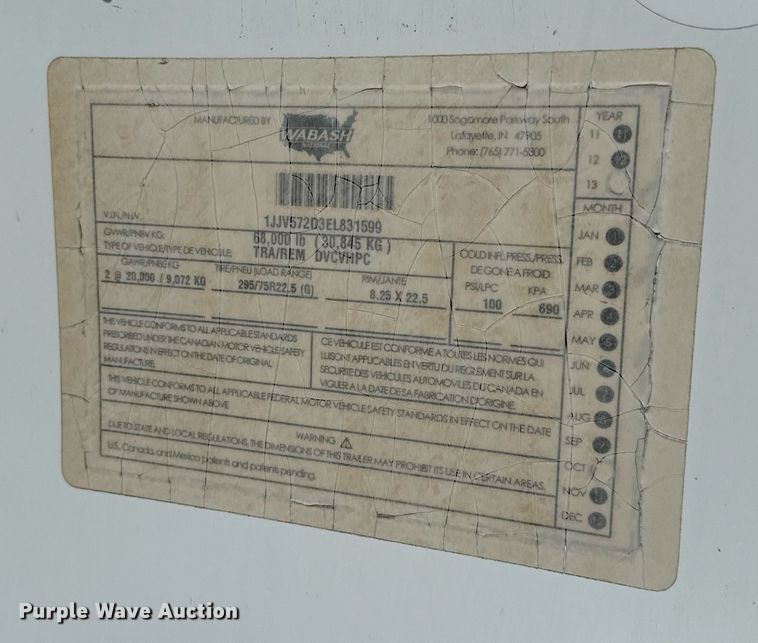 MANUFACTURED BY
WABASH
NATIONAL
1000 Sagamore Parkway South
Lafayette, IN 47905
Phone: (765) 771-5300
V.I.N./N.I.V.
1JJV572D3EL831599
GVWR/PNBV KG: 68,000 lb ( 30,845 KG )
TYPE OF VEHICLE/TYPE DE VEHICULE: TRA/REM DVCVHPC
GAWR/PNBE KG TIRE/PNEU (LOAD RANGE) RIM/JANTE
2 @ 20,000 / 9,072 KG 295/75R22.5 (G) 8.25 X 22.5
COLD INFL. PRESS./PRESS.
DE GONF. A FROID
PSI/LPC KPA
100 690
THIS VEHICLE CONFORMS TO ALL APPLICABLE STANDARDS
PRESCRIBED UNDER THE CANADIAN MOTOR VEHICLE SAFETY
REGULATIONS IN EFFECT ON THE DATE OF ORIGINAL
MANUFACTURE.
CE VEHICULE EST CONFORME A TOUTES LES NORMES QUI
LUI SONT APPLICABLES EN VERTU DU REGLEMENT SUR LA
SECURITE DES VEHICULES AUTOMOVILES DU CANADA EN
VIGUER A LA DATE DE SA FABRICATION D'ORIGINE.
THIS VEHICLE CONFORMS TO ALL APPLICABLE FEDERAL MOTOR VEHICLE SAFETY STANDARDS IN EFFECT ON THE DATE
OF MANUFACTURE SHOWN ABOVE
WARNING
DUE TO STATE AND LOCAL REGULATIONS, THE DIMENSIONS OF THIS TRAILER MAY PROHIBIT ITS USE IN CERTAIN AREAS.
U.S. Canada, and Mexico patents and patents pending.
YEAR
11 11
12
13
MONTH
JAN
FEB
MAR
APR
MAY
JUN
JUL
AUG
SEP
OCT
NOV
DEC
Purple Wave Auction